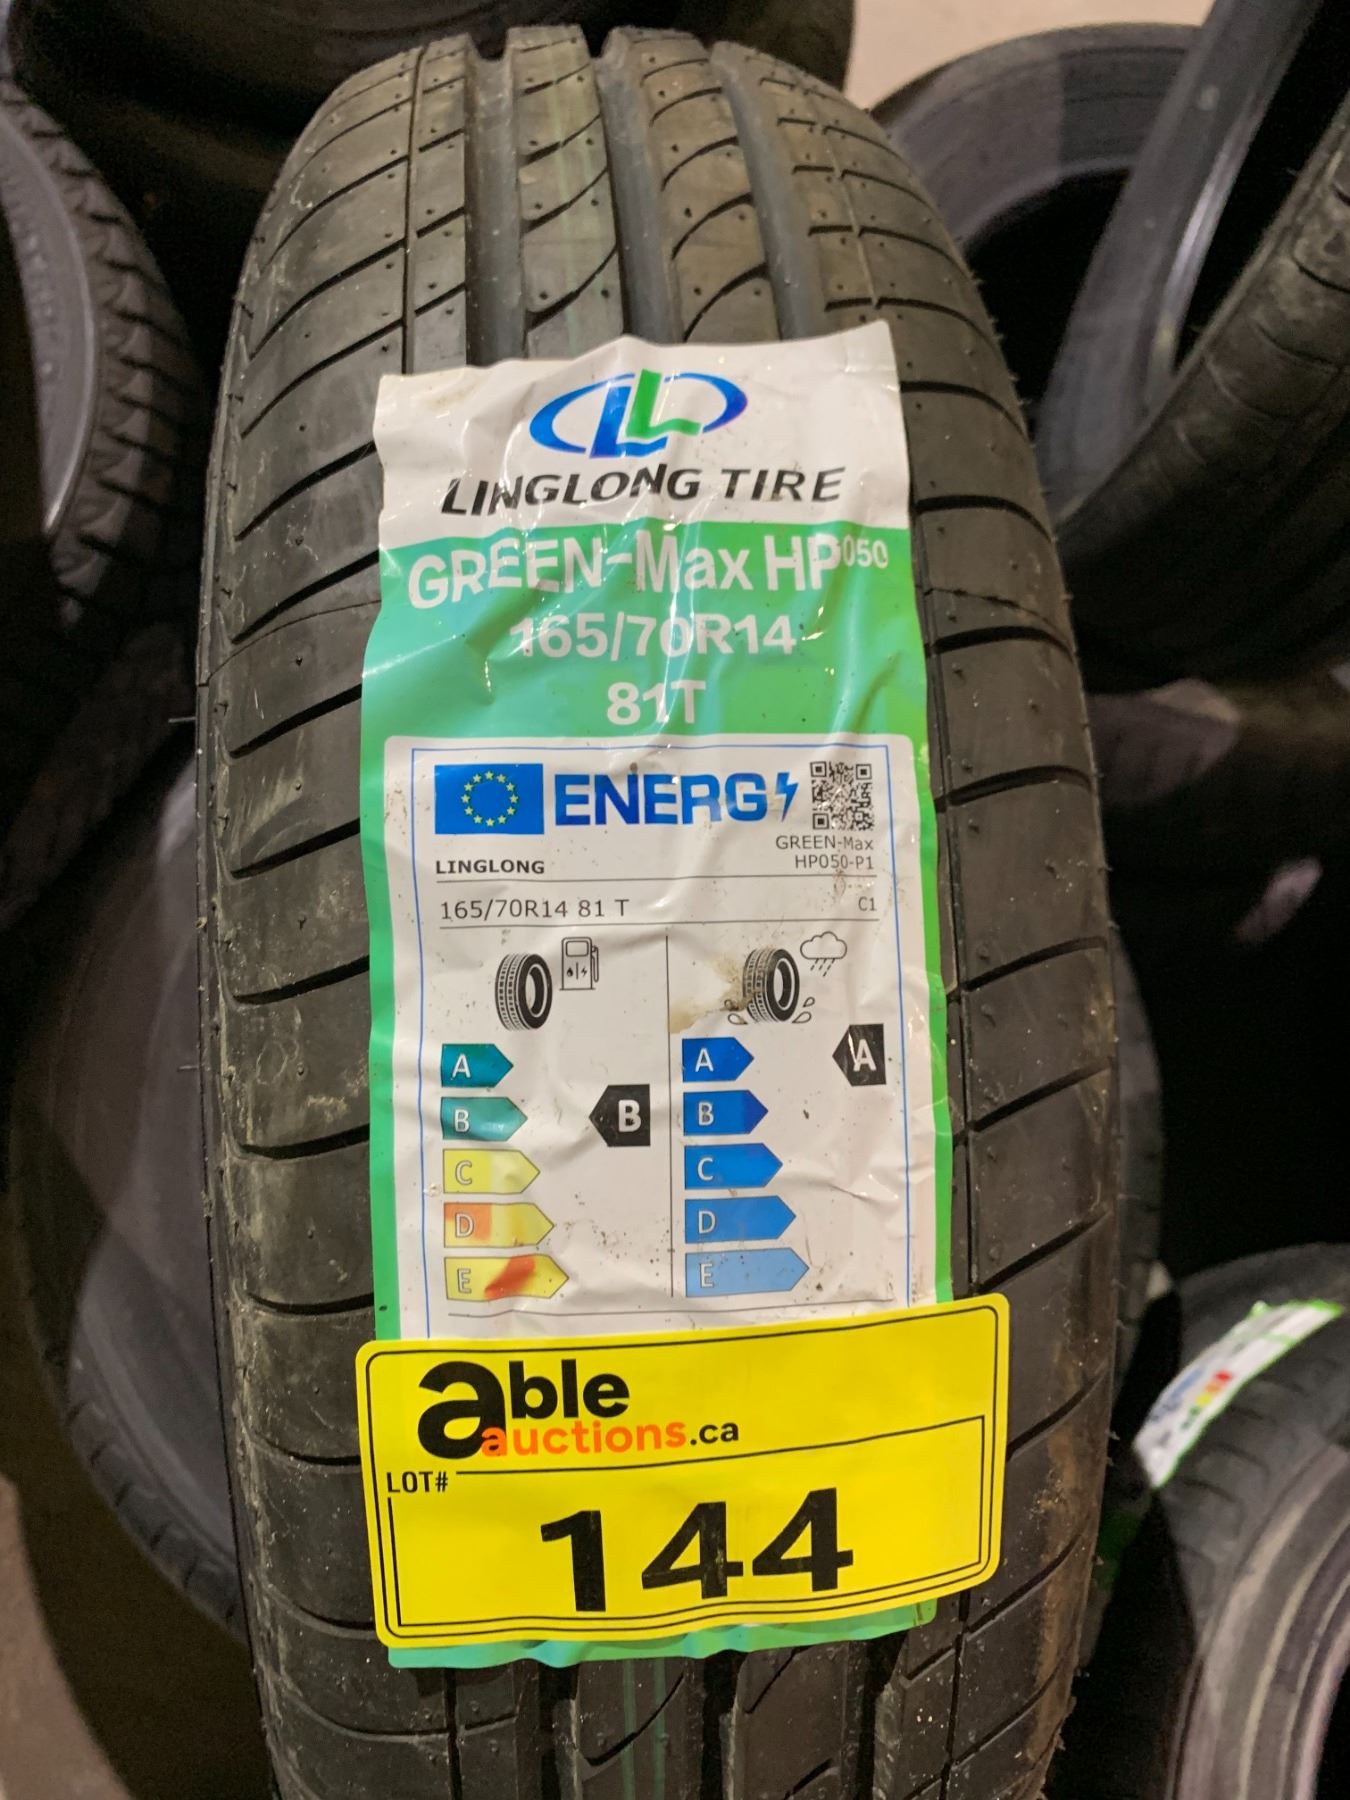 LINGLONG TIRE
GREEN-Max HP050
165/70R14
81T
ENERG
GREEN-Max
HP050-P1
LINGLONG
165/70R14 81 T
C1
A
B
C
D
E
B
A
B
C
D
E
A
able
auctions.ca
LOT#
144